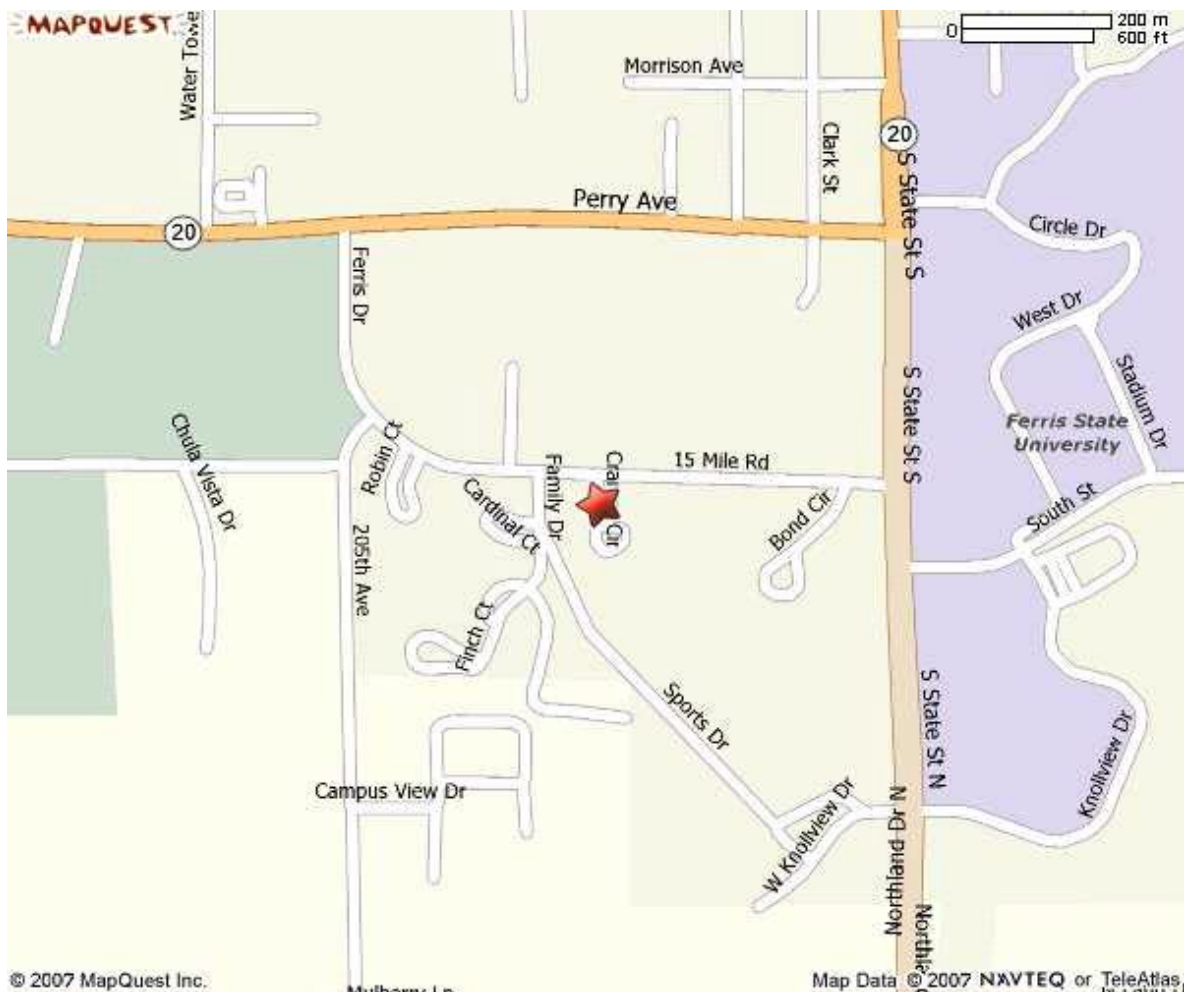 MAPQUEST
0
200 m
600 ft
Water Towe
Morrison Ave
Clark St
20
S State St S
Perry Ave
20
Circle Dr
Ferris Dr
West Dr
Stadium Dr
S State St S
Ferris State
University
Chula Vista Dr
Robin Ct
15 Mile Rd
Family Dr
Cra
Cir
Cardinal Ct
Bond Cir
South St
205th Ave
Finch Ct
Sports Dr
S State St N
Knollview Dr
Campus View Dr
W Knollview Dr
Northland Dr N
© 2007 MapQuest Inc.
Map Data © 2007 NAVTEQ or TeleAtlas